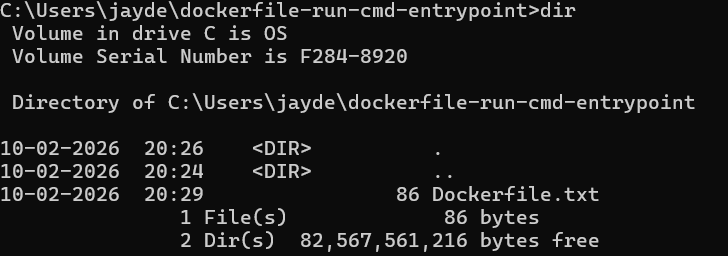 C:\Users\jayde\dockerfile-run-cmd-entrypoint>dir
 Volume in drive C is OS
 Volume Serial Number is F284-8920

 Directory of C:\Users\jayde\dockerfile-run-cmd-entrypoint

10-02-2026  20:26    <DIR>          .
10-02-2026  20:24    <DIR>          ..
10-02-2026  20:29                86 Dockerfile.txt
               1 File(s)             86 bytes
               2 Dir(s)  82,567,561,216 bytes free